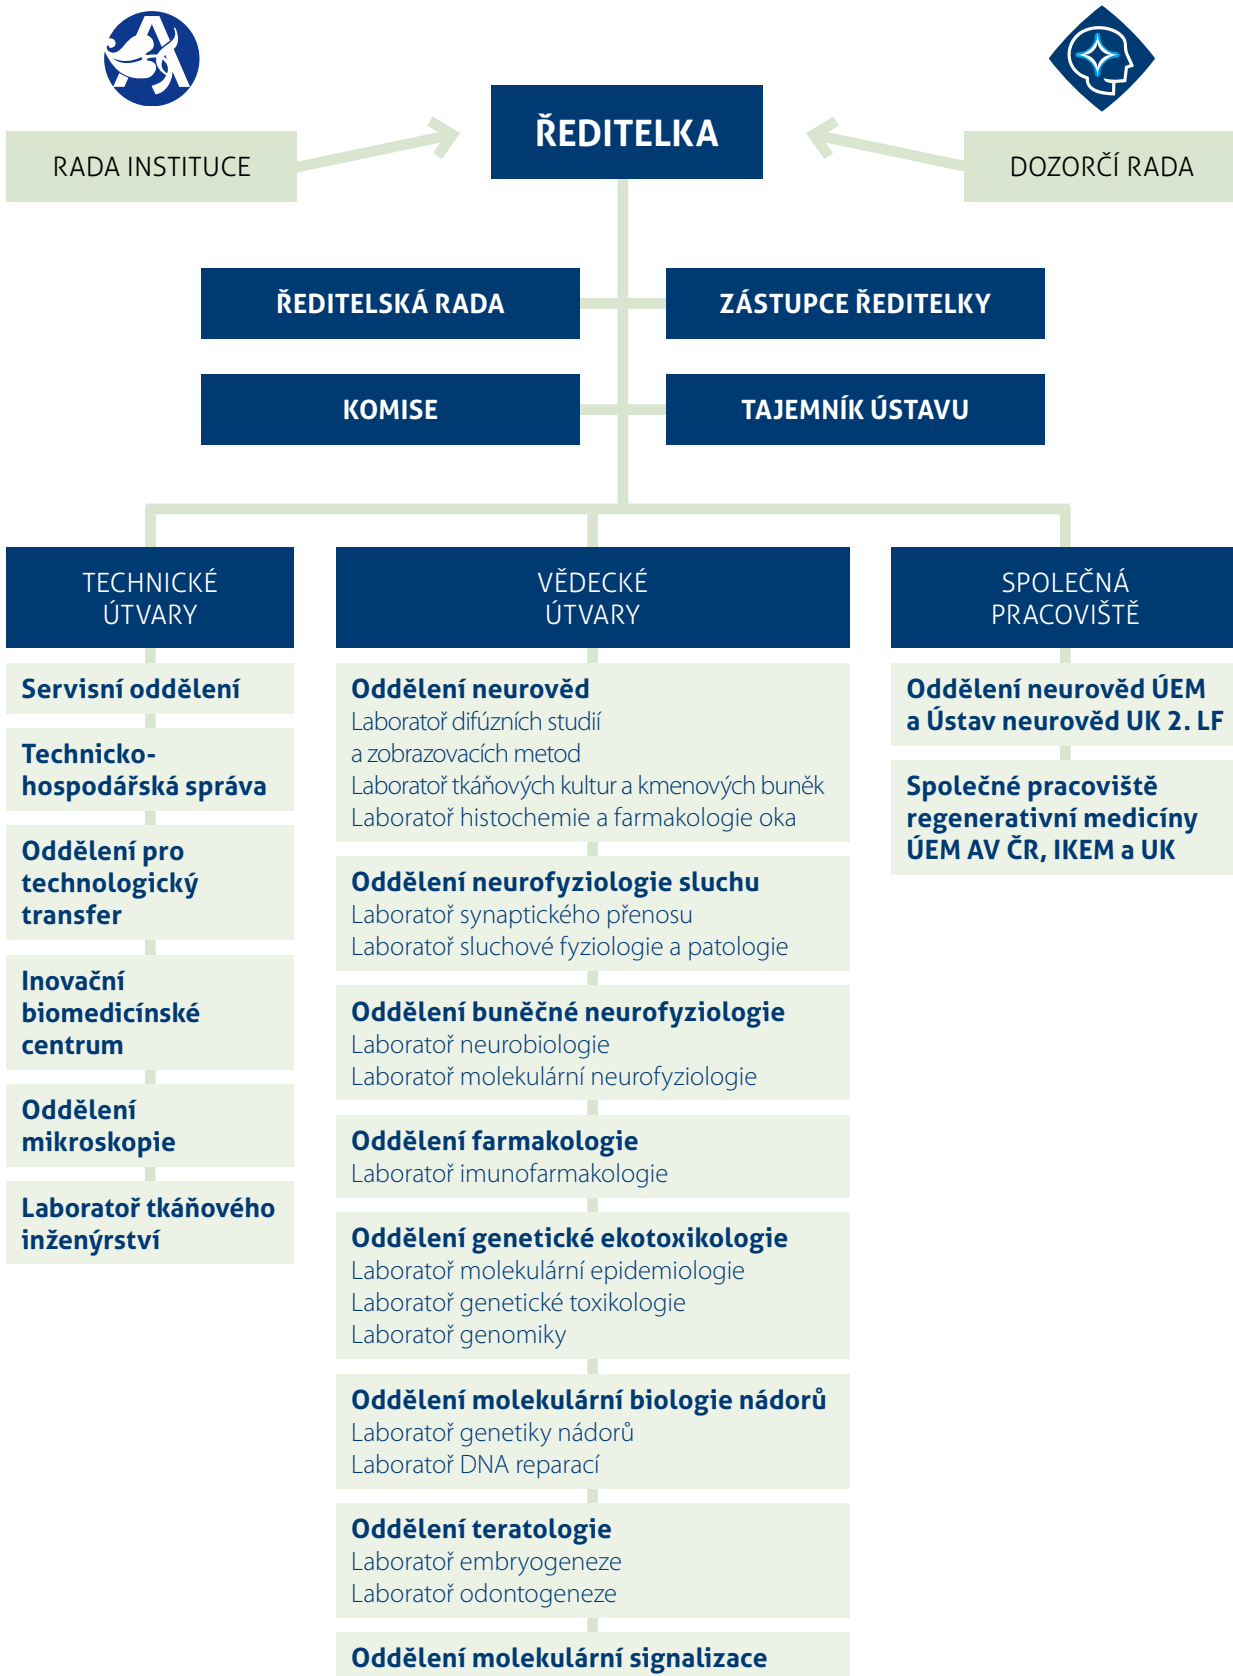 ŘEDITELKA
RADA INSTITUCE
DOZORČÍ RADA
ŘEDITELSKÁ RADA
ZÁSTUPCE ŘEDITELKY
KOMISE
TAJEMNÍK ÚSTAVU
TECHNICKÉ
ÚTVARY
Servisní oddělení
Technicko-
hospodářská správa
Oddělení pro
technologický
transfer
Inovační
biomedicínské
centrum
Oddělení
mikroskopie
Laboratoř tkáňového
inženýrství
VĚDECKÉ
ÚTVARY
Oddělení neurověd
Laboratoř difúzních studií
a zobrazovacích metod
Laboratoř tkáňových kultur a kmenových buněk
Laboratoř histochemie a farmakologie oka
Oddělení neurofyziologie sluchu
Laboratoř synaptického přenosu
Laboratoř sluchové fyziologie a patologie
Oddělení buněčné neurofyziologie
Laboratoř neurobiologie
Laboratoř molekulární neurofyziologie
Oddělení farmakologie
Laboratoř imunofarmakologie
Oddělení genetické ekotoxikologie
Laboratoř molekulární epidemiologie
Laboratoř genetické toxikologie
Laboratoř genomiky
Oddělení molekulární biologie nádorů
Laboratoř genetiky nádorů
Laboratoř DNA reparací
Oddělení teratologie
Laboratoř embryogeneze
Laboratoř odontogeneze
Oddělení molekulární signalizace
SPOLEČNÁ
PRACOVIŠTĚ
Oddělení neurověd ÚEM
a Ústav neurověd UK 2. LF
Společné pracoviště
regenerativní medicíny
ÚEM AV ČR, IKEM a UK